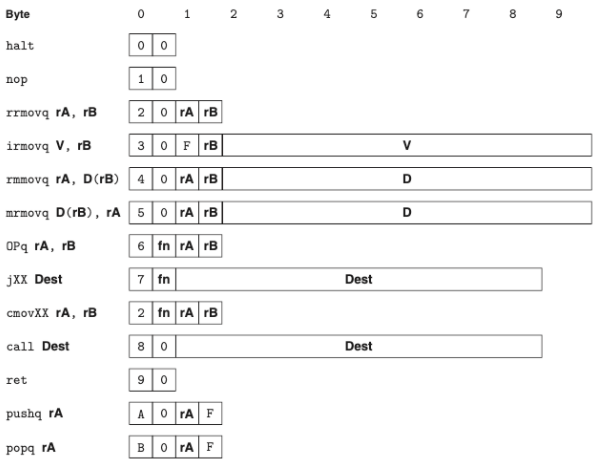 Byte 0 1 2 3 4 5 6 7 8 9
halt 0 0
nop 1 0
rrmovq rA, rB 2 0 rA rB
irmovq V, rB 3 0 F rB V
rmmovq rA, D(rB) 4 0 rA rB D
mrmovq D(rB), rA 5 0 rA rB D
OPq rA, rB 6 fn rA rB
jXX Dest 7 fn Dest
cmovXX rA, rB 2 fn rA rB
call Dest 8 0 Dest
ret 9 0
pushq rA A 0 rA F
popq rA B 0 rA F